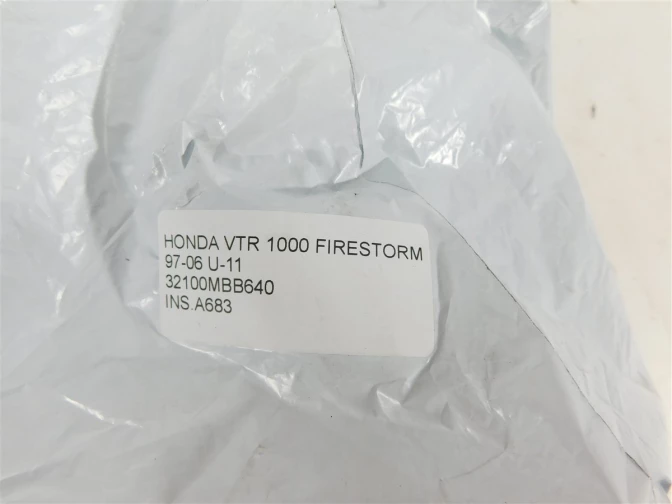 HONDA VTR 1000 FIRESTORM
97-06 U-11
32100MBB640
INS.A683